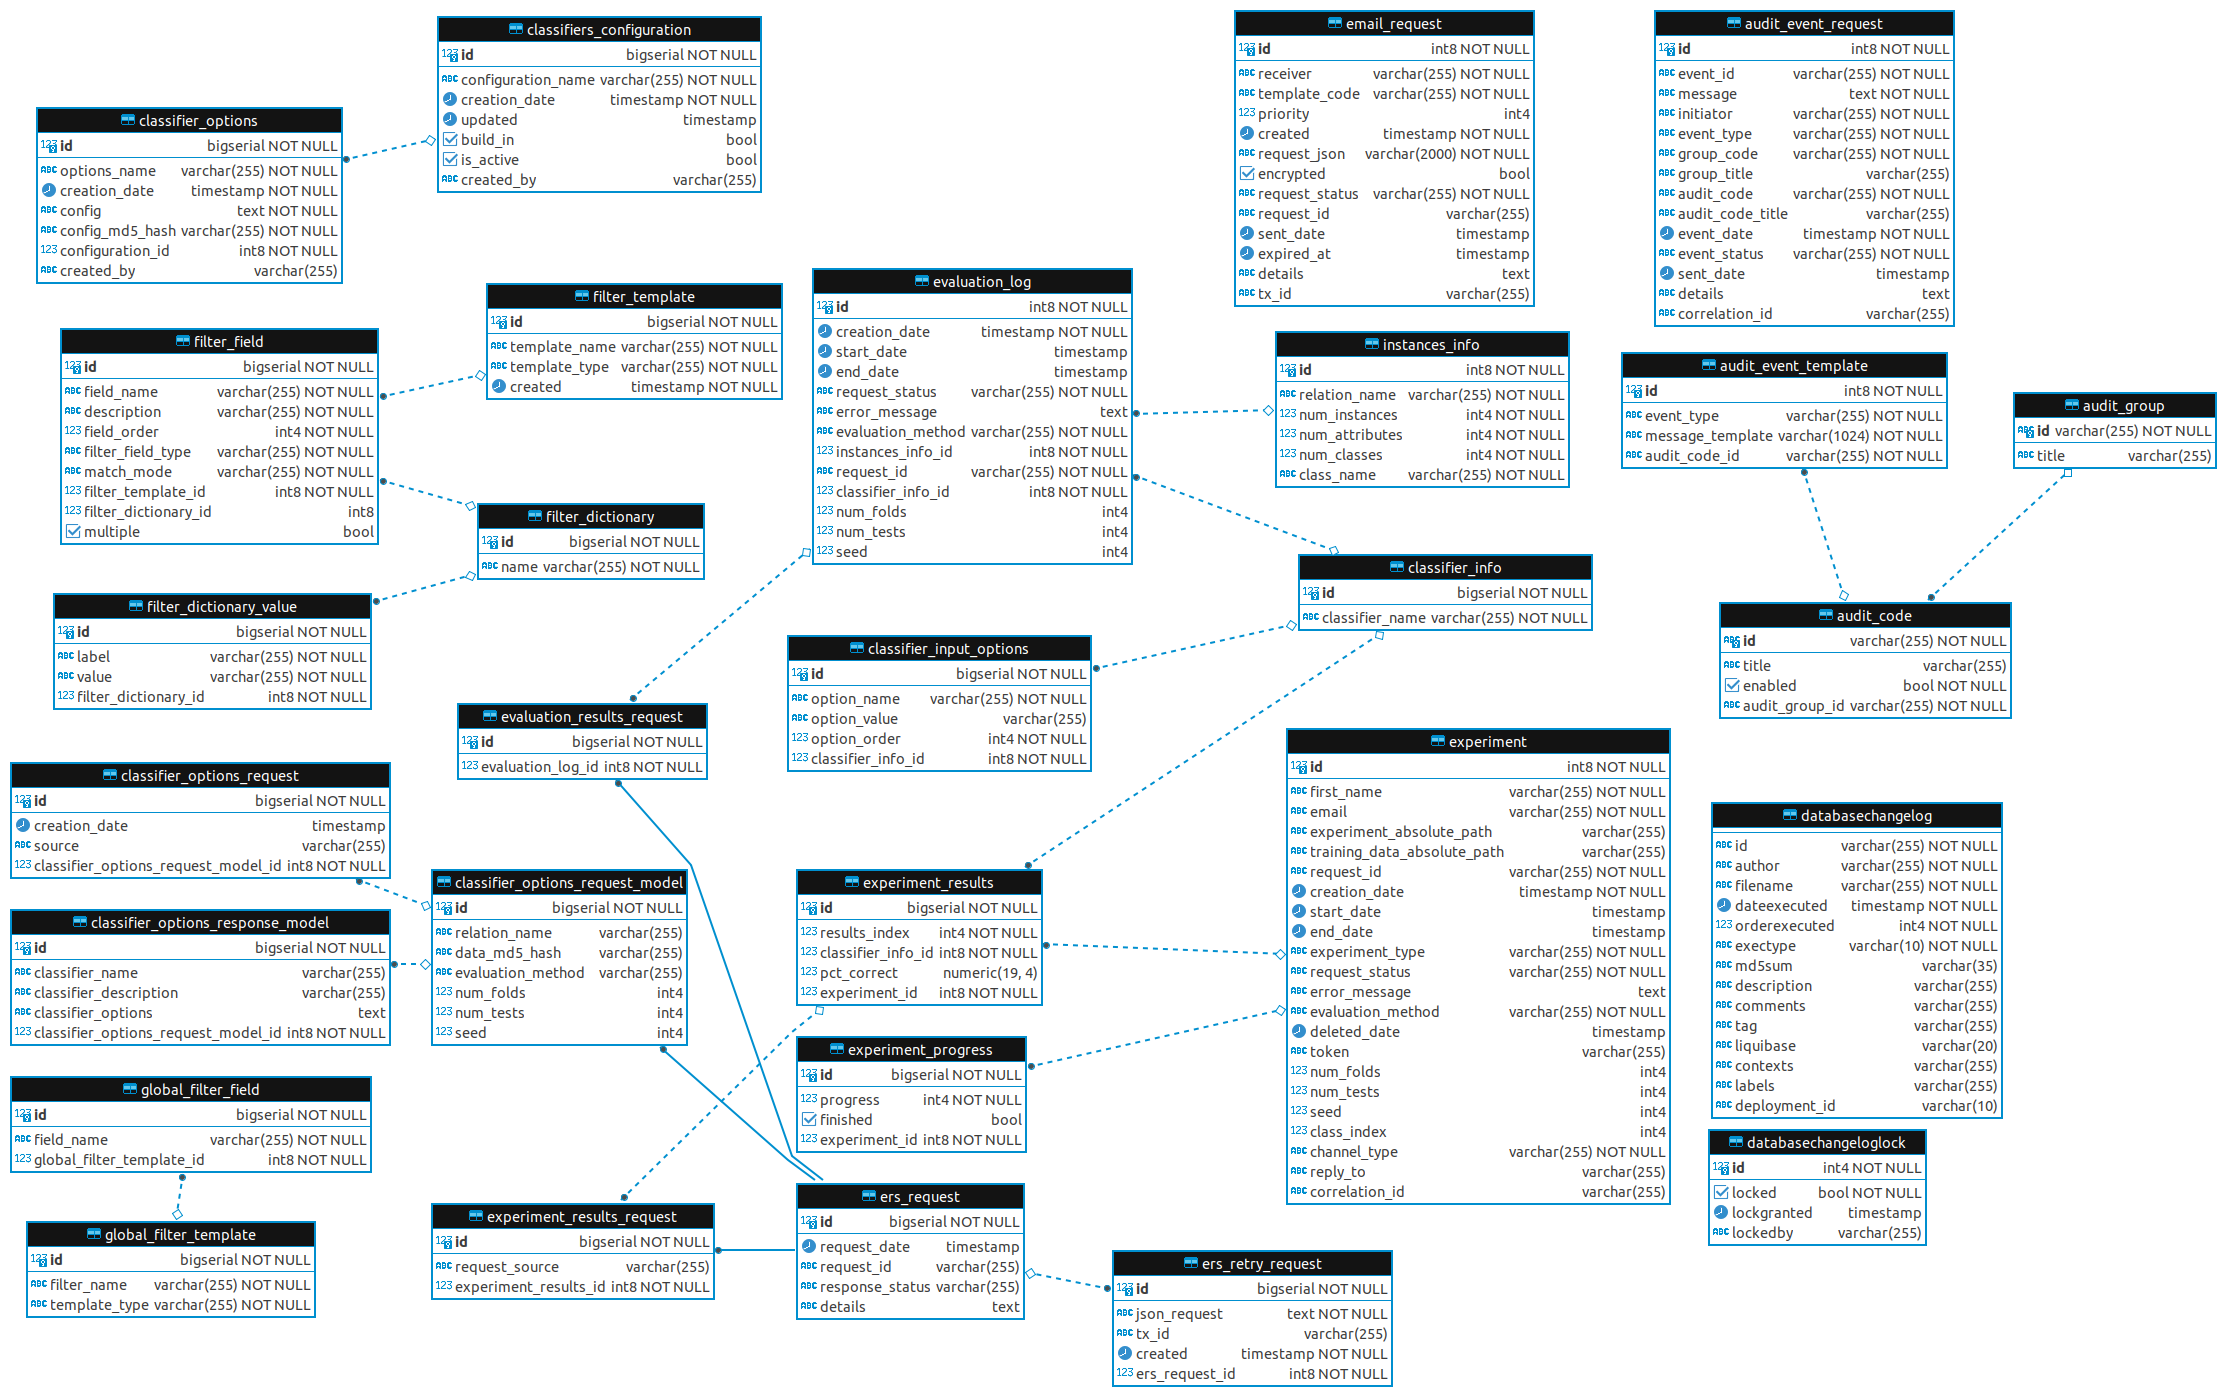 classifiers_configuration
id bigserial NOT NULL
configuration_name varchar(255) NOT NULL
creation_date timestamp NOT NULL
updated timestamp
build_in bool
is_active bool
created_by varchar(255)
email_request
id int8 NOT NULL
receiver varchar(255) NOT NULL
template_code varchar(255) NOT NULL
priority int4
created timestamp NOT NULL
request_json varchar(2000) NOT NULL
encrypted bool
request_status varchar(255) NOT NULL
request_id varchar(255)
sent_date timestamp
expired_at timestamp
details text
tx_id varchar(255)
audit_event_request
id int8 NOT NULL
event_id varchar(255) NOT NULL
message text NOT NULL
initiator varchar(255) NOT NULL
event_type varchar(255) NOT NULL
group_code varchar(255) NOT NULL
group_title varchar(255)
audit_code varchar(255) NOT NULL
audit_code_title varchar(255)
event_date timestamp NOT NULL
event_status varchar(255) NOT NULL
sent_date timestamp
details text
correlation_id varchar(255)
classifier_options
id bigserial NOT NULL
options_name varchar(255) NOT NULL
creation_date timestamp NOT NULL
config text NOT NULL
config_md5_hash varchar(255) NOT NULL
configuration_id int8 NOT NULL
created_by varchar(255)
filter_template
id bigserial NOT NULL
template_name varchar(255) NOT NULL
template_type varchar(255) NOT NULL
created timestamp NOT NULL
evaluation_log
id int8 NOT NULL
creation_date timestamp NOT NULL
start_date timestamp
end_date timestamp
request_status varchar(255) NOT NULL
error_message text
evaluation_method varchar(255) NOT NULL
instances_info_id int8 NOT NULL
request_id varchar(255) NOT NULL
classifier_info_id int8 NOT NULL
num_folds int4
num_tests int4
seed int4
filter_field
id bigserial NOT NULL
field_name varchar(255) NOT NULL
description varchar(255) NOT NULL
field_order int4 NOT NULL
filter_field_type varchar(255) NOT NULL
match_mode varchar(255) NOT NULL
filter_template_id int8 NOT NULL
filter_dictionary_id int8
multiple bool
instances_info
id int8 NOT NULL
relation_name varchar(255) NOT NULL
num_instances int4 NOT NULL
num_attributes int4 NOT NULL
num_classes int4 NOT NULL
class_name varchar(255) NOT NULL
audit_event_template
id int8 NOT NULL
event_type varchar(255) NOT NULL
message_template varchar(1024) NOT NULL
audit_code_id varchar(255) NOT NULL
audit_group
id varchar(255) NOT NULL
title varchar(255)
filter_dictionary
id bigserial NOT NULL
name varchar(255) NOT NULL
classifier_info
id bigserial NOT NULL
classifier_name varchar(255) NOT NULL
filter_dictionary_value
id bigserial NOT NULL
label varchar(255) NOT NULL
value varchar(255) NOT NULL
filter_dictionary_id int8 NOT NULL
audit_code
id varchar(255) NOT NULL
title varchar(255)
enabled bool NOT NULL
audit_group_id varchar(255) NOT NULL
classifier_input_options
id bigserial NOT NULL
option_name varchar(255) NOT NULL
option_value varchar(255)
option_order int4 NOT NULL
classifier_info_id int8 NOT NULL
evaluation_results_request
id bigserial NOT NULL
evaluation_log_id int8 NOT NULL
experiment
id int8 NOT NULL
first_name varchar(255) NOT NULL
email varchar(255) NOT NULL
experiment_absolute_path varchar(255)
training_data_absolute_path varchar(255)
request_id varchar(255) NOT NULL
creation_date timestamp NOT NULL
start_date timestamp
end_date timestamp
experiment_type varchar(255) NOT NULL
request_status varchar(255) NOT NULL
error_message text
evaluation_method varchar(255) NOT NULL
deleted_date timestamp
token varchar(255)
num_folds int4
num_tests int4
seed int4
class_index int4
channel_type varchar(255) NOT NULL
reply_to varchar(255)
correlation_id varchar(255)
classifier_options_request
id bigserial NOT NULL
creation_date timestamp
source varchar(255)
classifier_options_request_model_id int8 NOT NULL
databasechangelog
id varchar(255) NOT NULL
author varchar(255) NOT NULL
filename varchar(255) NOT NULL
dateexecuted timestamp NOT NULL
orderexecuted int4 NOT NULL
exectype varchar(10) NOT NULL
md5sum varchar(35)
description varchar(255)
comments varchar(255)
tag varchar(255)
liquibase varchar(20)
contexts varchar(255)
labels varchar(255)
deployment_id varchar(10)
classifier_options_request_model
id bigserial NOT NULL
relation_name varchar(255)
data_md5_hash varchar(255)
evaluation_method varchar(255)
num_folds int4
num_tests int4
seed int4
experiment_results
id bigserial NOT NULL
results_index int4 NOT NULL
classifier_info_id int8 NOT NULL
pct_correct numeric(19, 4)
experiment_id int8 NOT NULL
classifier_options_response_model
id bigserial NOT NULL
classifier_name varchar(255)
classifier_description varchar(255)
classifier_options text
classifier_options_request_model_id int8 NOT NULL
experiment_progress
id bigserial NOT NULL
progress int4 NOT NULL
finished bool
experiment_id int8 NOT NULL
global_filter_field
id bigserial NOT NULL
field_name varchar(255) NOT NULL
global_filter_template_id int8 NOT NULL
databasechangeloglock
id int4 NOT NULL
locked bool NOT NULL
lockgranted timestamp
lockedby varchar(255)
ers_request
id bigserial NOT NULL
request_date timestamp
request_id varchar(255)
response_status varchar(255)
details text
experiment_results_request
id bigserial NOT NULL
request_source varchar(255)
experiment_results_id int8 NOT NULL
global_filter_template
id bigserial NOT NULL
filter_name varchar(255) NOT NULL
template_type varchar(255) NOT NULL
ers_retry_request
id bigserial NOT NULL
json_request text NOT NULL
tx_id varchar(255)
created timestamp NOT NULL
ers_request_id int8 NOT NULL